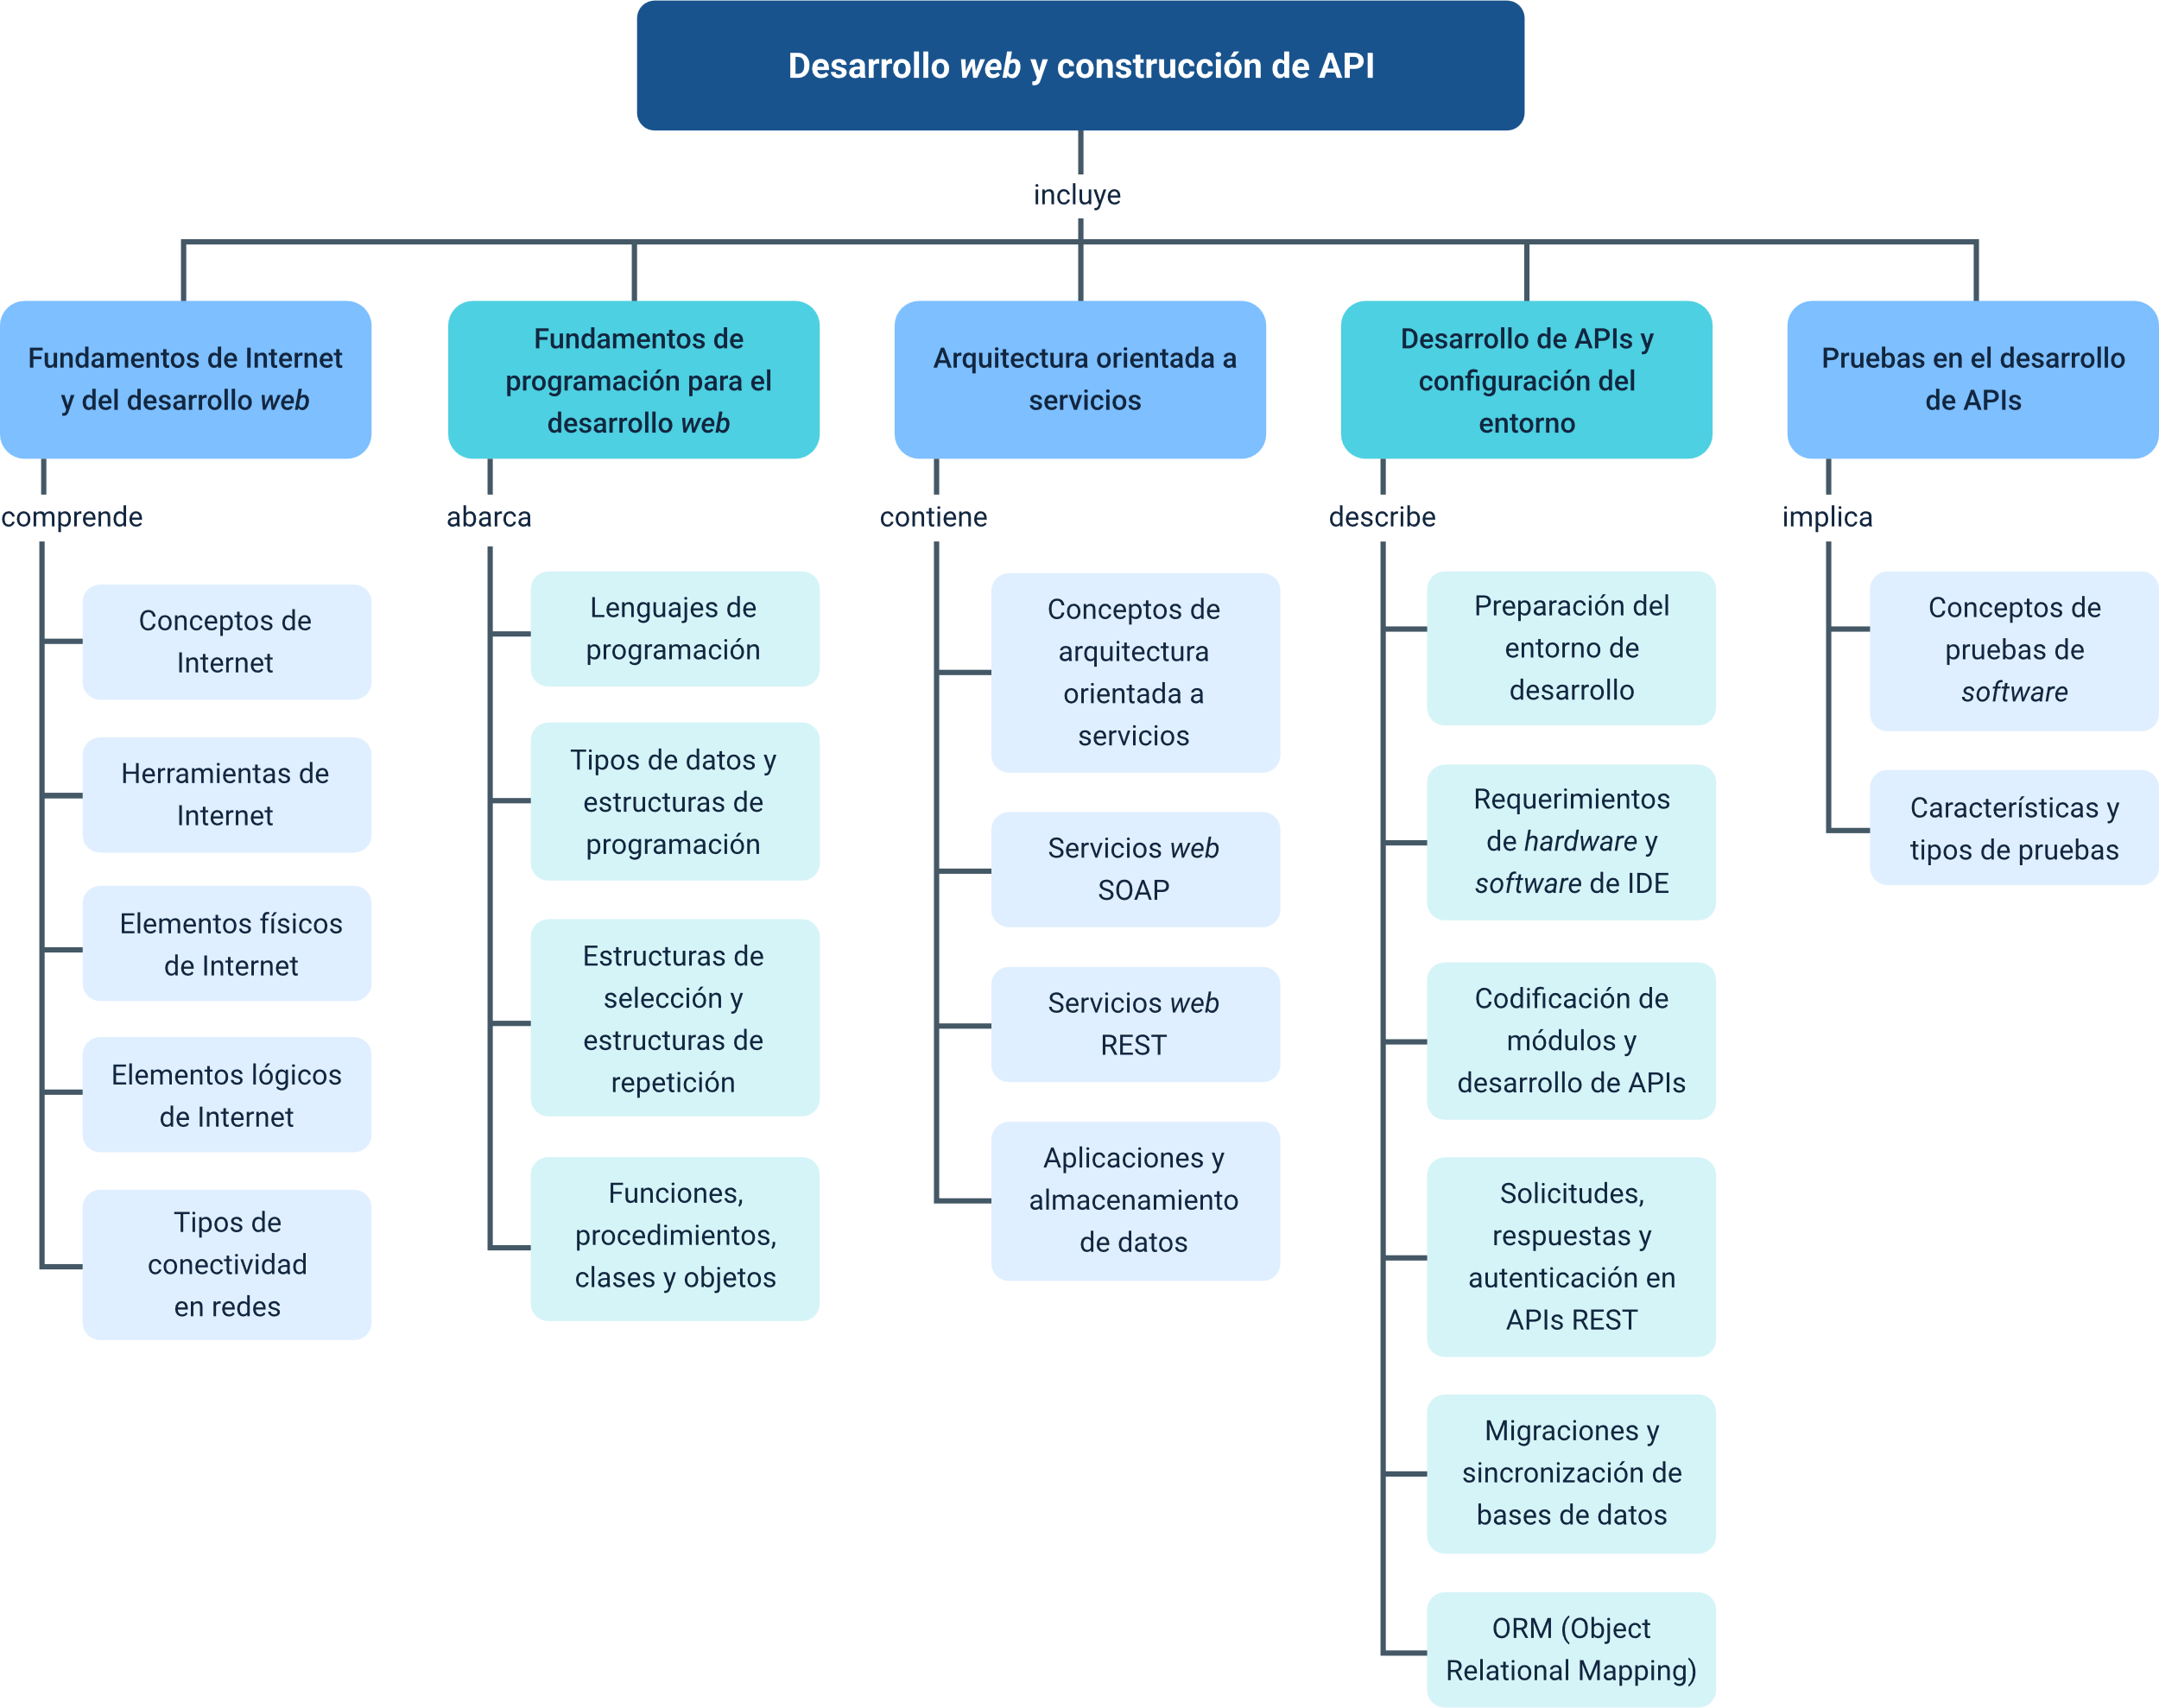 Desarrollo web y construcción de API
incluye
Fundamentos de Internet
y del desarrollo web
comprende
Conceptos de
Internet
Herramientas de
Internet
Elementos físicos
de Internet
Elementos lógicos
de Internet
Tipos de
conectividad
en redes
Fundamentos de
programación para el
desarrollo web
abarca
Lenguajes de
programación
Tipos de datos y
estructuras de
programación
Estructuras de
selección y
estructuras de
repetición
Funciones,
procedimientos,
clases y objetos
Arquitectura orientada a
servicios
contiene
Conceptos de
arquitectura
orientada a
servicios
Servicios web
SOAP
Servicios web
REST
Aplicaciones y
almacenamiento
de datos
Desarrollo de APIs y
configuración del
entorno
describe
Preparación del
entorno de
desarrollo
Requerimientos
de hardware y
software de IDE
Codificación de
módulos y
desarrollo de APIs
Solicitudes,
respuestas y
autenticación en
APIs REST
Migraciones y
sincronización de
bases de datos
ORM (Object
Relational Mapping)
Pruebas en el desarrollo
de APIs
implica
Conceptos de
pruebas de
software
Características y
tipos de pruebas